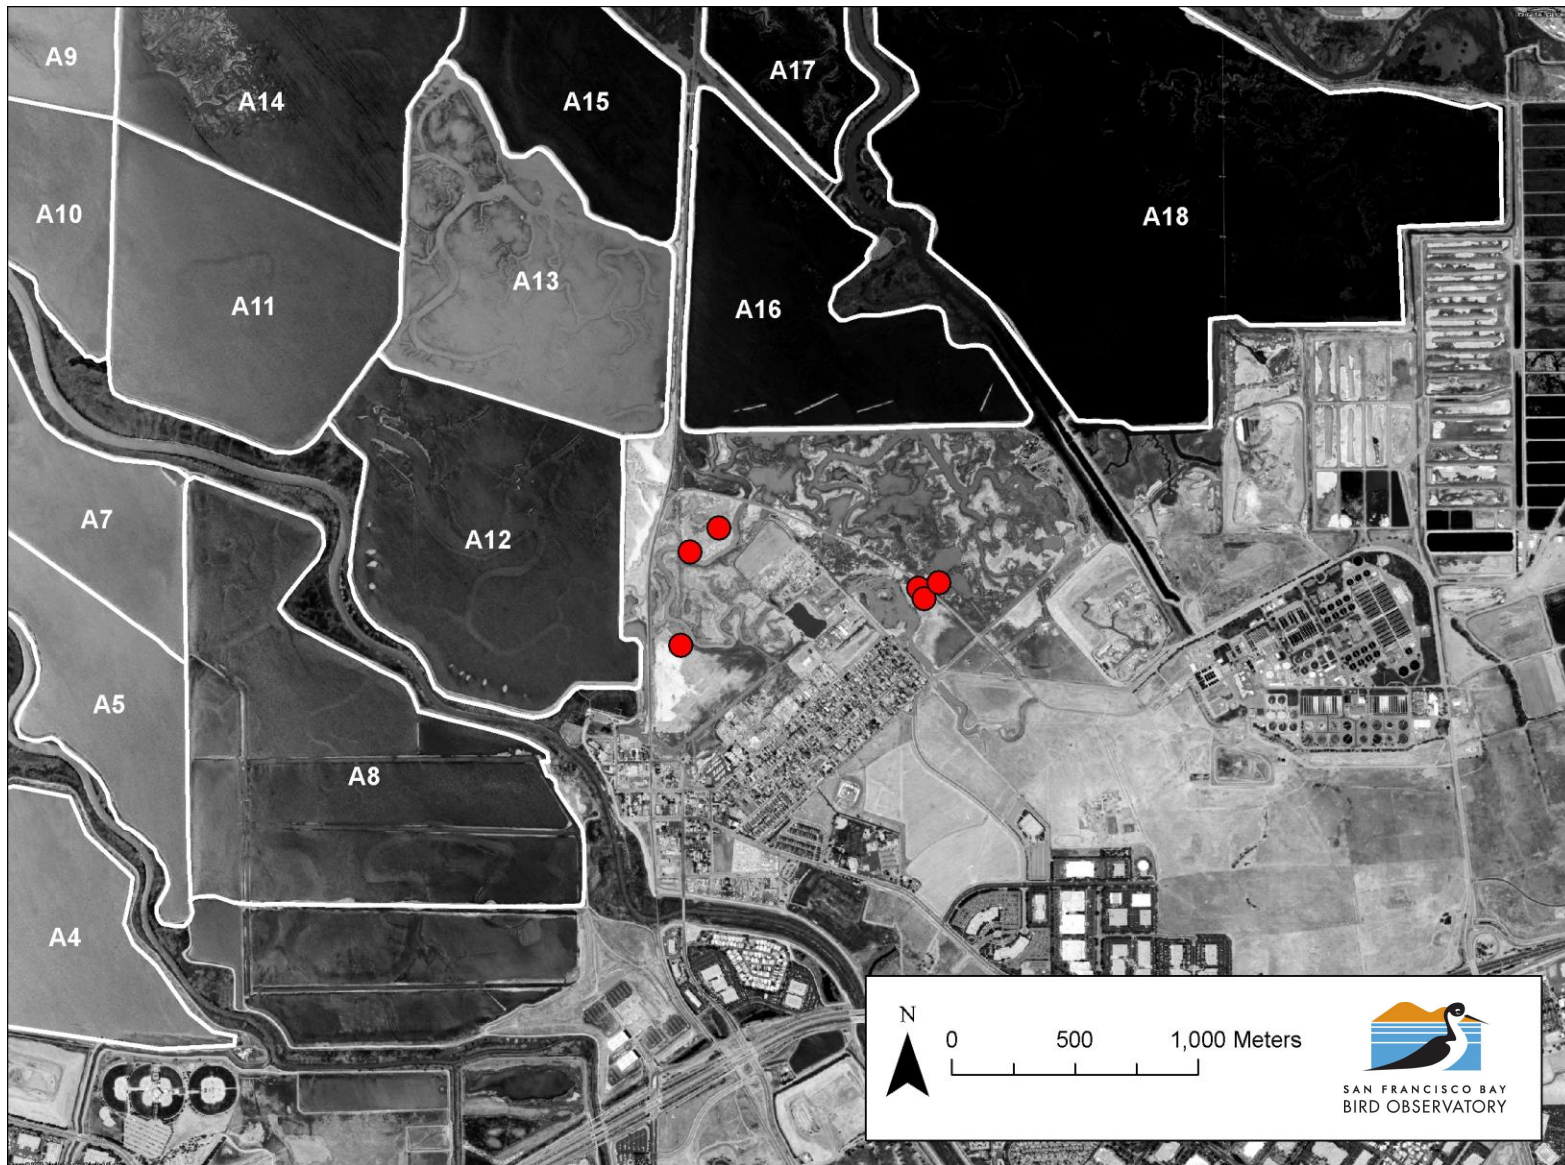 A9
A14
A15
A17
A10
A18
A13
A11
A16
A7
A12
A5
A8
A4
N
0 500 1,000 Meters
SAN FRANCISCO BAY
BIRD OBSERVATORY